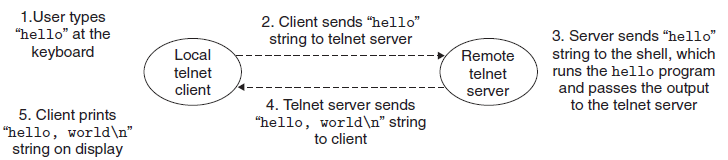 1.User types
“hello” at the
keyboard
2. Client sends “hello”
string to telnet server
3. Server sends “hello”
string to the shell, which
runs the hello program
and passes the output
to the telnet server
Local
telnet
client
Remote
telnet
server
4. Telnet server sends
“hello, world\n” string
to client
5. Client prints
“hello, world\n”
string on display